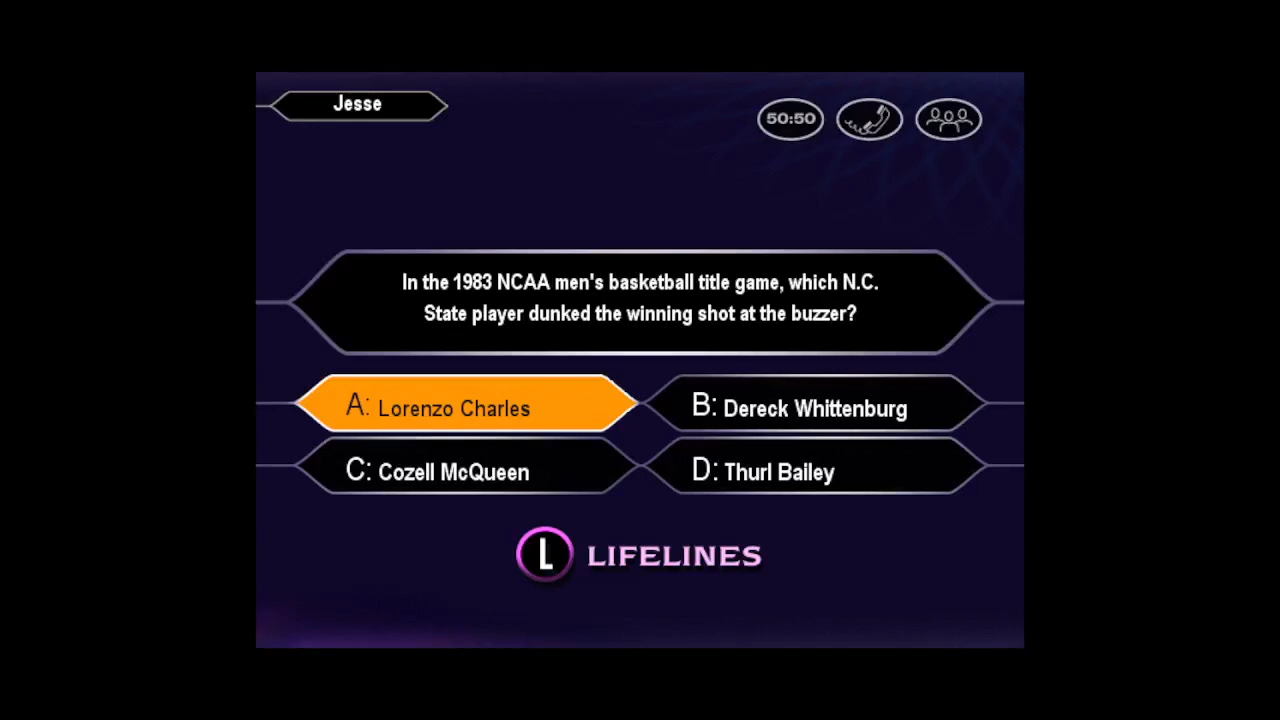 Jesse
50:50
In the 1983 NCAA men's basketball title game, which N.C.
State player dunked the winning shot at the buzzer?
A: Lorenzo Charles
B: Dereck Whittenburg
C: Cozell McQueen
D: Thurl Bailey
L LIFELINES